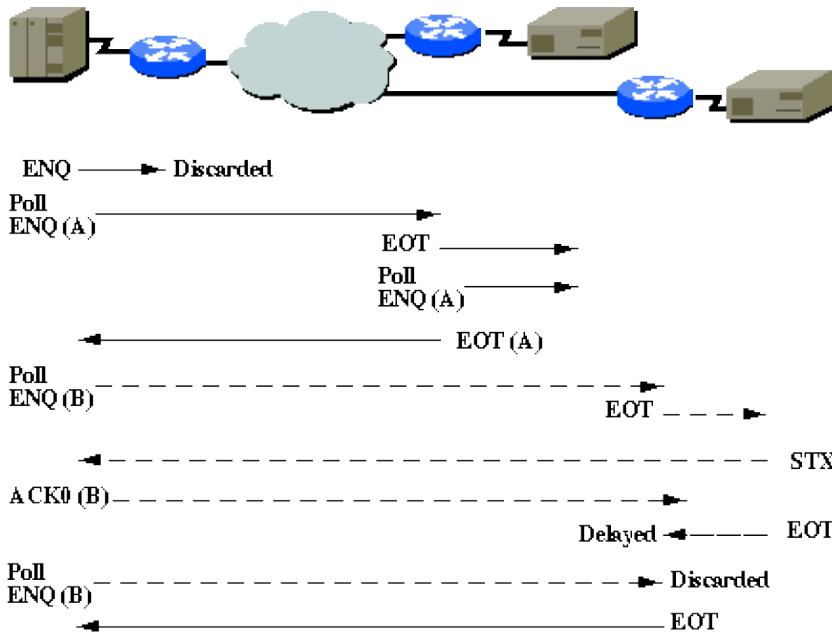 ENQ Discarded
Poll
ENQ (A)
EOT
Poll
ENQ (A)
EOT (A)
Poll
ENQ (B)
EOT
STX
ACK0 (B)
Delayed EOT
Poll
ENQ (B) Discarded
EOT